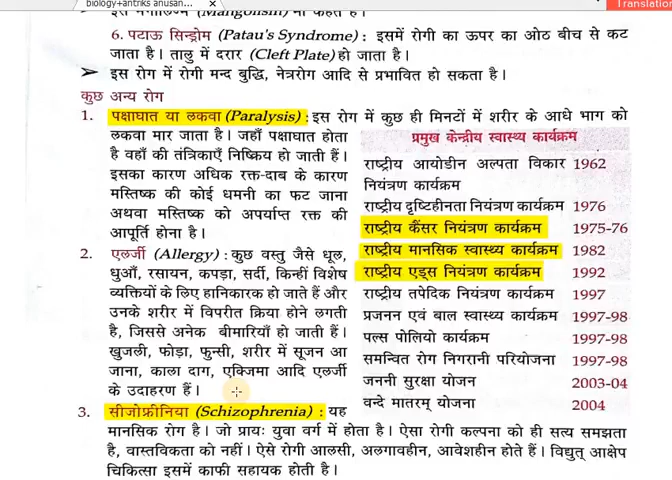 biology+antriks anusan...
Translation
इसे मंगोलिज्म (Mangolism) भी कहते हैं।
6. पटाऊ सिन्ड्रोम (Patau's Syndrome) : इसमें रोगी का ऊपर का ओठ बीच से कट
जाता है। तालु में दरार (Cleft Plate) हो जाता है।
➤ इस रोग में रोगी मन्द बुद्धि, नेत्ररोग आदि से प्रभावित हो सकता है।
कुछ अन्य रोग
1. पक्षाघात या लकवा (Paralysis) : इस रोग में कुछ ही मिनटों में शरीर के आधे भाग को
लकवा मार जाता है। जहाँ पक्षाघात होता
है वहाँ की तंत्रिकाएँ निष्क्रिय हो जाती हैं।
इसका कारण अधिक रक्त-दाब के कारण
मस्तिष्क की कोई धमनी का फट जाना
अथवा मस्तिष्क को अपर्याप्त रक्त की
आपूर्ति होना है।
2. एलर्जी (Allergy) : कुछ वस्तु जैसे धूल,
धुआँ, रसायन, कपड़ा, सर्दी, किन्हीं विशेष
व्यक्तियों के लिए हानिकारक हो जाते हैं और
उनके शरीर में विपरीत क्रिया होने लगती
है, जिससे अनेक बीमारियाँ हो जाती हैं।
खुजली, फोड़ा, फुन्सी, शरीर में सूजन आ
जाना, काला दाग, एक्जिमा आदि एलर्जी
के उदाहरण हैं।
प्रमुख केन्द्रीय स्वास्थ्य कार्यक्रम
राष्ट्रीय आयोडीन अल्पता विकार 1962
नियंत्रण कार्यक्रम
राष्ट्रीय दृष्टिहीनता नियंत्रण कार्यक्रम 1976
राष्ट्रीय कैंसर नियंत्रण कार्यक्रम 1975-76
राष्ट्रीय मानसिक स्वास्थ्य कार्यक्रम 1982
राष्ट्रीय एड्स नियंत्रण कार्यक्रम 1992
राष्ट्रीय तपेदिक नियंत्रण कार्यक्रम 1997
प्रजनन एवं बाल स्वास्थ्य कार्यक्रम 1997-98
पल्स पोलियो कार्यक्रम 1997-98
समन्वित रोग निगरानी परियोजना 1997-98
जननी सुरक्षा योजन 2003-04
वन्दे मातरम् योजना 2004
3. सीजोफ्रीनिया (Schizophrenia) : यह
मानसिक रोग है। जो प्रायः युवा वर्ग में होता है। ऐसा रोगी कल्पना को ही सत्य समझता
है, वास्तविकता को नहीं। ऐसे रोगी आलसी, अलगावहीन, आवेशहीन होते हैं। विद्युत् आक्षेप
चिकित्सा इसमें काफी सहायक होती है।